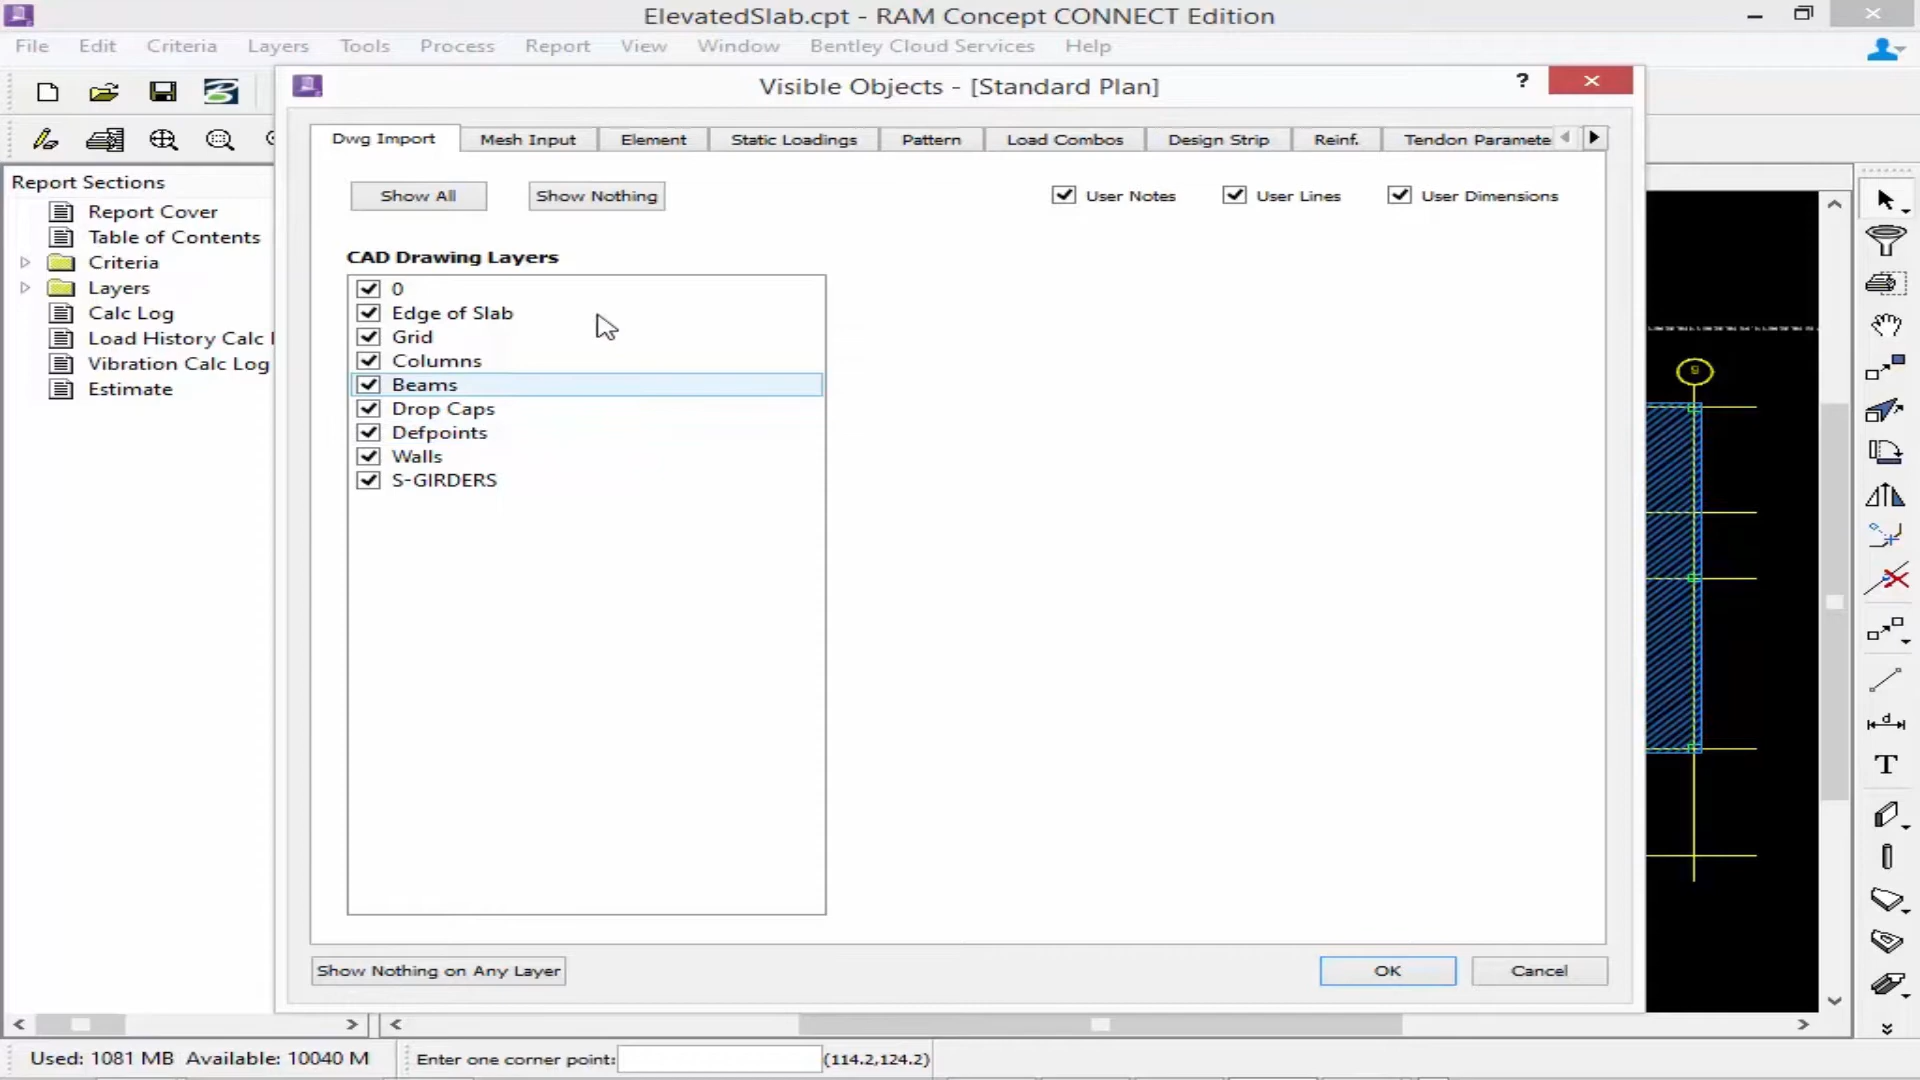 ElevatedSlab.cpt - RAM Concept CONNECT Edition
File Edit Criteria Layers Tools Process Report View Window Bentley Cloud Services Help
Visible Objects - [Standard Plan]
?
Dwg Import Mesh Input Element Static Loadings Pattern Load Combos Design Strip Reinf. Tendon Paramete
Report Sections
Report Cover
Table of Contents
Criteria
Layers
Calc Log
Load History Calc
Vibration Calc Log
Estimate
Show All Show Nothing User Notes User Lines User Dimensions
CAD Drawing Layers
0
Edge of Slab
Grid
Columns
Beams
Drop Caps
Defpoints
Walls
S-GIRDERS
d
T
Show Nothing on Any Layer OK Cancel
Used: 1081 MB Available: 10040 M Enter one corner point: (114.2,124.2)